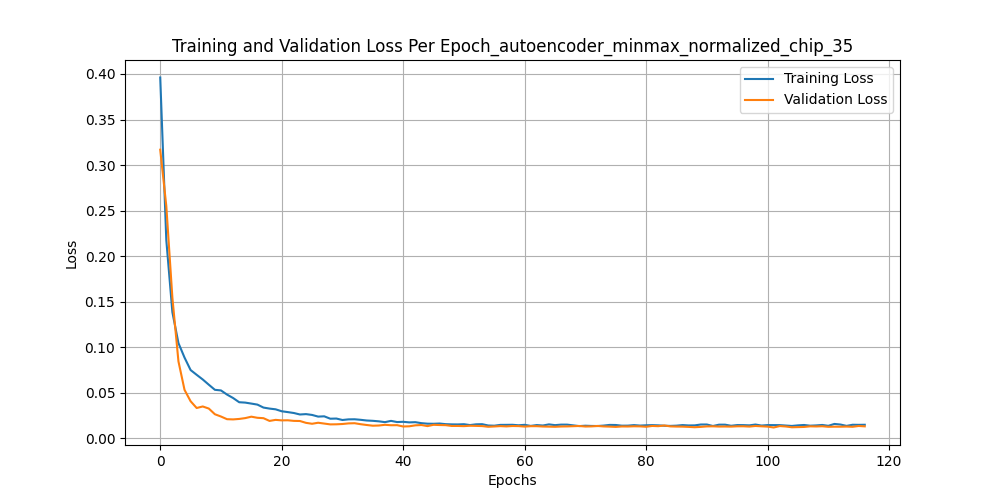 Training and Validation Loss Per Epoch_autoencoder_minmax_normalized_chip_35
Training Loss
Validation Loss
0.40
0.35
0.30
0.25
0.20
0.15
0.10
0.05
0.00
Loss
0 20 40 60 80 100 120
Epochs